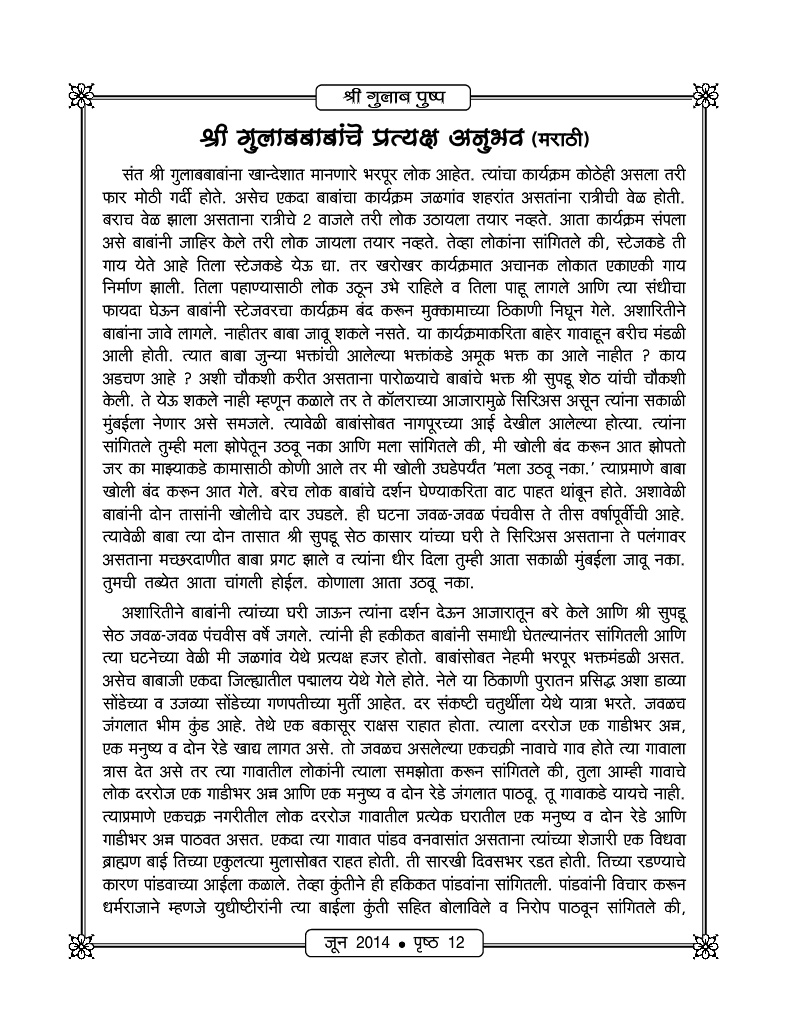 श्री गुलाब पुष्प
श्री गुलाबबाबांचे प्रत्यक्ष अनुभव (मराठी)
संत श्री गुलाबबाबांना खान्देशात मानणारे भरपूर लोक आहेत. त्यांचा कार्यक्रम कोठेही असला तरी
फार मोठी गर्दी होते. असेच एकदा बाबांचा कार्यक्रम जळगांव शहरांत असतांना रात्रीची वेळ होती.
बराच वेळ झाला असताना रात्रीचे 2 वाजले तरी लोक उठायला तयार नव्हते. आता कार्यक्रम संपला
असे बाबांनी जाहिर केले तरी लोक जायला तयार नव्हते. तेव्हा लोकांना सांगितले की, स्टेजकडे ती
गाय येते आहे तिला स्टेजकडे येऊ द्या. तर खरोखर कार्यक्रमात अचानक लोकात एकाएकी गाय
निर्माण झाली. तिला पहाण्यासाठी लोक उठून उभे राहिले व तिला पाहू लागले आणि त्या संधीचा
फायदा घेऊन बाबांनी स्टेजवरचा कार्यक्रम बंद करून मुक्कामाच्या ठिकाणी निघून गेले. अशारितीने
बाबांना जावे लागले. नाहीतर बाबा जावू शकले नसते. या कार्यक्रमाकरिता बाहेर गावाहून बरीच मंडळी
आली होती. त्यात बाबा जुन्या भक्तांची आलेल्या भक्तांकडे अमूक भक्त का आले नाहीत ? काय
अडचण आहे ? अशी चौकशी करीत असताना पारोळ्याचे बाबांचे भक्त श्री सुपडू शेठ यांची चौकशी
केली. ते येऊ शकले नाही म्हणून कळाले तर ते कॉलराच्या आजारामुळे सिरिअस असून त्यांना सकाळी
मुंबईला नेणार असे समजले. त्यावेळी बाबांसोबत नागपूरच्या आई देखील आलेल्या होत्या. त्यांना
सांगितले तुम्ही मला झोपेतून उठवू नका आणि मला सांगितले की, मी खोली बंद करून आत झोपतो
जर का माझ्याकडे कामासाठी कोणी आले तर मी खोली उघडेपर्यंत 'मला उठवू नका.' त्याप्रमाणे बाबा
खोली बंद करून आत गेले. बरेच लोक बाबांचे दर्शन घेण्याकरिता वाट पाहत थांबून होते. अशावेळी
बाबांनी दोन तासांनी खोलीचे दार उघडले. ही घटना जवळ-जवळ पंचवीस ते तीस वर्षापूर्वीची आहे.
त्यावेळी बाबा त्या दोन तासात श्री सुपडू सेठ कासार यांच्या घरी ते सिरिअस असताना ते पलंगावर
असताना मच्छरदाणीत बाबा प्रगट झाले व त्यांना धीर दिला तुम्ही आता सकाळी मुंबईला जावू नका.
तुमची तब्येत आता चांगली होईल. कोणाला आता उठवू नका.
अशारितीने बाबांनी त्यांच्या घरी जाऊन त्यांना दर्शन देऊन आजारातून बरे केले आणि श्री सुपडू
सेठ जवळ-जवळ पंचवीस वर्षे जगले. त्यांनी ही हकीकत बाबांनी समाधी घेतल्यानंतर सांगितली आणि
त्या घटनेच्या वेळी मी जळगांव येथे प्रत्यक्ष हजर होतो. बाबांसोबत नेहमी भरपूर भक्तमंडळी असत.
असेच बाबाजी एकदा जिल्ह्यातील पद्मालय येथे गेले होते. नेले या ठिकाणी पुरातन प्रसिद्ध अशा डाव्या
सोंडेच्या व उजव्या सोंडेच्या गणपतीच्या मुर्ती आहेत. दर संकष्टी चतुर्थीला येथे यात्रा भरते. जवळच
जंगलात भीम कुंड आहे. तेथे एक बकासूर राक्षस राहात होता. त्याला दररोज एक गाडीभर अन्न,
एक मनुष्य व दोन रेडे खाद्य लागत असे. तो जवळच असलेल्या एकचक्री नावाचे गाव होते त्या गावाला
त्रास देत असे तर त्या गावातील लोकांनी त्याला समझोता करून सांगितले की, तुला आम्ही गावाचे
लोक दररोज एक गाडीभर अन्न आणि एक मनुष्य व दोन रेडे जंगलात पाठवू. तू गावाकडे यायचे नाही.
त्याप्रमाणे एकचक्र नगरीतील लोक दररोज गावातील प्रत्येक घरातील एक मनुष्य व दोन रेडे आणि
गाडीभर अन्न पाठवत असत. एकदा त्या गावात पांडव वनवासांत असताना त्यांच्या शेजारी एक विधवा
ब्राह्मण बाई तिच्या एकुलत्या मुलासोबत राहत होती. ती सारखी दिवसभर रडत होती. तिच्या रडण्याचे
कारण पांडवाच्या आईला कळाले. तेव्हा कुंतीने ही हकिकत पांडवांना सांगितली. पांडवांनी विचार करून
धर्मराजाने म्हणजे युधीष्टीरांनी त्या बाईला कुंती सहित बोलाविले व निरोप पाठवून सांगितले की,
जून 2014 ● पृष्ठ 12